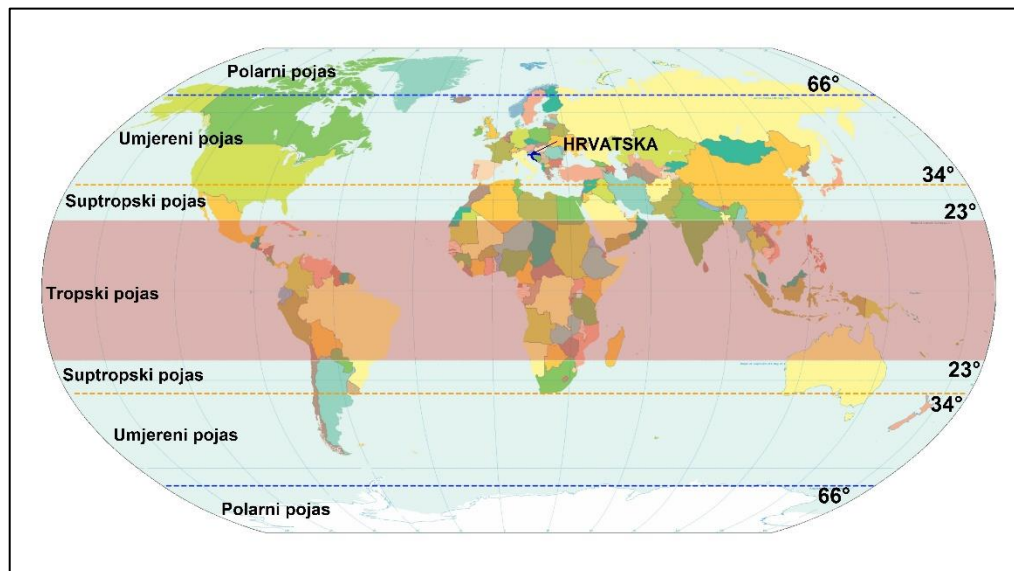 Polarni pojas
66°
Umjereni pojas
HRVATSKA
34°
Suptropski pojas
23°
Tropski pojas
Suptropski pojas
23°
34°
Umjereni pojas
66°
Polarni pojas